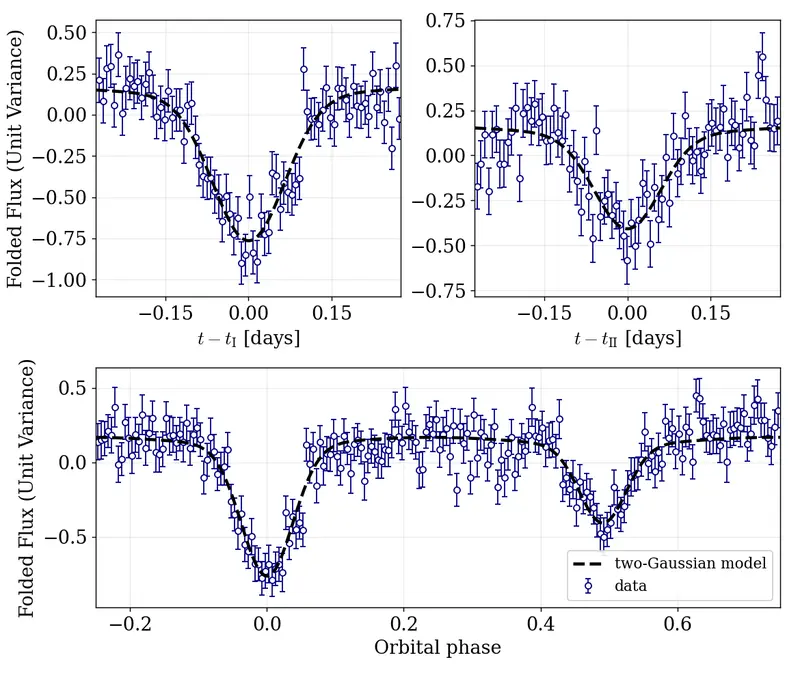 Folded Flux (Unit Variance)
0.50
0.25
0.00
−0.25
−0.50
−0.75
−1.00
−0.15 0.00 0.15
t − tI [days]
0.75
0.50
0.25
0.00
−0.25
−0.50
−0.75
−0.15 0.00 0.15
t − tII [days]
Folded Flux (Unit Variance)
0.5
0.0
−0.5
two-Gaussian model
data
−0.2 0.0 0.2 0.4 0.6
Orbital phase